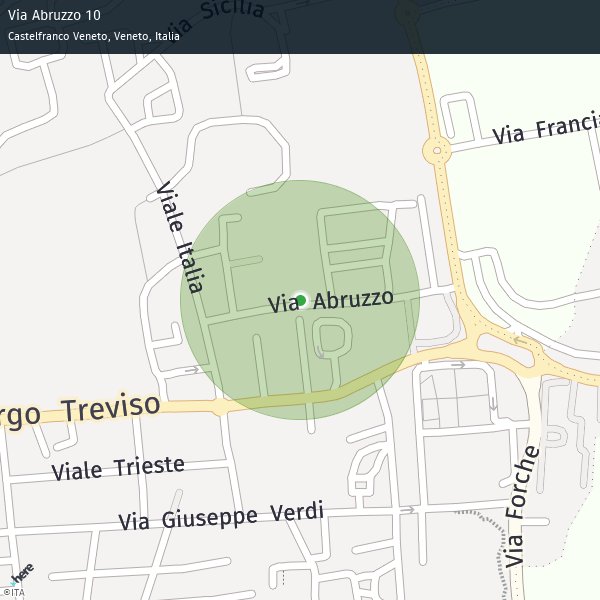 Via Abruzzo 10
Castelfranco Veneto, Veneto, Italia
Via Sicilia
Via Francia
Viale Italia
Via Abruzzo
rgo Treviso
Viale Trieste
Via Giuseppe Verdi
Via Forche
here
©ITA